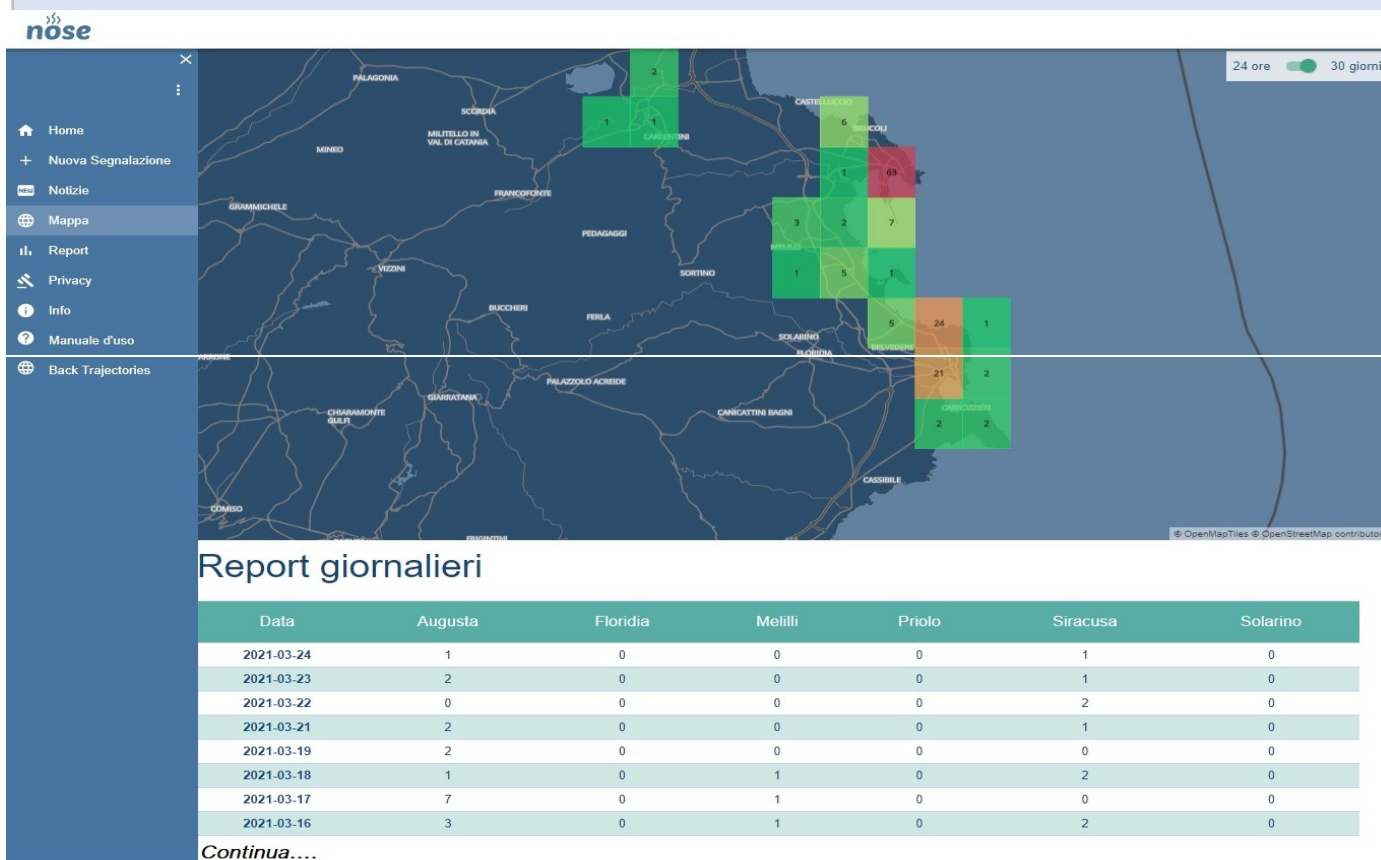 nose
24 ore 30 giorni
Home
Nuova Segnalazione
NEW Notizie
Mappa
Report
Privacy
Info
Manuale d'uso
Back Trajectories
PALAGONIA
2
SCORDIA
CASTELLUCCIO
1 1
6
BRUCOLI
MILITELLO IN
VAL DI CATANIA
CARLENTINI
MINEO
1 63
FRANCOFONTE
GRAMMICHELE
3 2 7
PEDAGAGGI
MELILLI
VIZZINI
SORTINO
1 5 1
BUCCHERI
FERLA
5 24 1
SOLARINO
BELVEDERE
FLORIDIA
21 2
PALAZZOLO ACREIDE
GIARRATANA
CHIARAMONTE
GULFI
CANICATTINI BAGNI
CARROZZIERI
2 2
CASSIBILE
COMISO
FRIGINTINI
© OpenMapTiles © OpenStreetMap contributor
Report giornalieri
Data Augusta Floridia Melilli Priolo Siracusa Solarino
2021-03-24 1 0 0 0 1 0
2021-03-23 2 0 0 0 1 0
2021-03-22 0 0 0 0 2 0
2021-03-21 2 0 0 0 1 0
2021-03-19 2 0 0 0 0 0
2021-03-18 1 0 1 0 2 0
2021-03-17 7 0 1 0 0 0
2021-03-16 3 0 1 0 2 0
Continua....